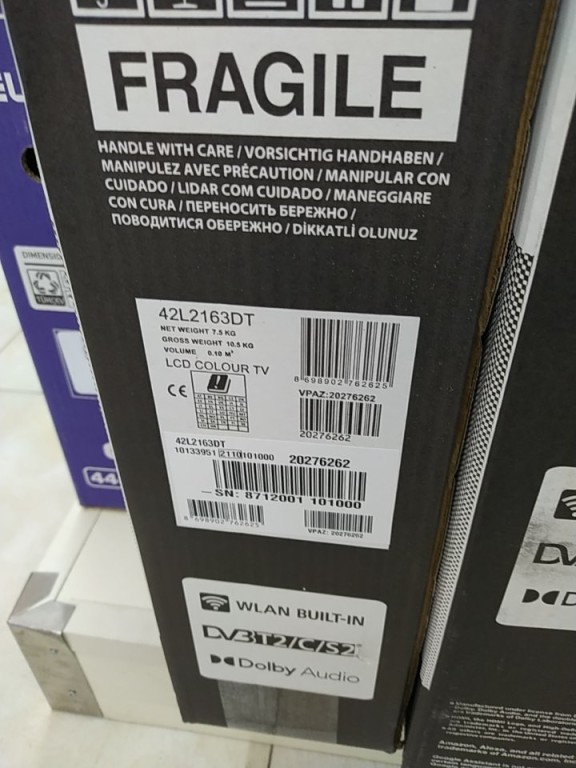 FRAGILE
HANDLE WITH CARE / VORSICHTIG HANDHABEN /
MANIPULEZ AVEC PRÉCAUTION / MANIPULAR CON
CUIDADO / LIDAR COM CUIDADO / MANEGGIARE
CON CURA / ПЕРЕНОСИТЬ БЕРЕЖНО /
ПОВОДИТИСЯ ОБЕРЕЖНО / DİKKATLİ OLUNUZ
42L2163DT
NET WEIGHT 7.5 KG
GROSS WEIGHT 10.5 KG
VOLUME 0.10 M³
LCD COLOUR TV
CE
8 698902 762625
VPAZ:20276262
20276262
42L2163DT
10133951 2110101000 20276262
SN: 8712001 101000
8 698902 762625
VPAZ: 20276262
WLAN BUILT-IN
DVB-T2/C/S2
Dolby Audio
DIMENSIO
44